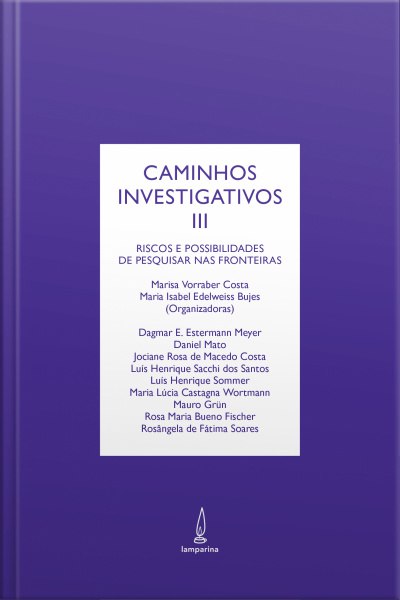 CAMINHOS
INVESTIGATIVOS
III
RISCOS E POSSIBILIDADES
DE PESQUISAR NAS FRONTEIRAS
Marisa Vorraber Costa
Maria Isabel Edelweiss Bujes
(Organizadoras)
Dagmar E. Estermann Meyer
Daniel Mato
Jociane Rosa de Macedo Costa
Luís Henrique Sacchi dos Santos
Luís Henrique Sommer
Maria Lúcia Castagna Wortmann
Mauro Grün
Rosa Maria Bueno Fischer
Rosângela de Fátima Soares
lamparina